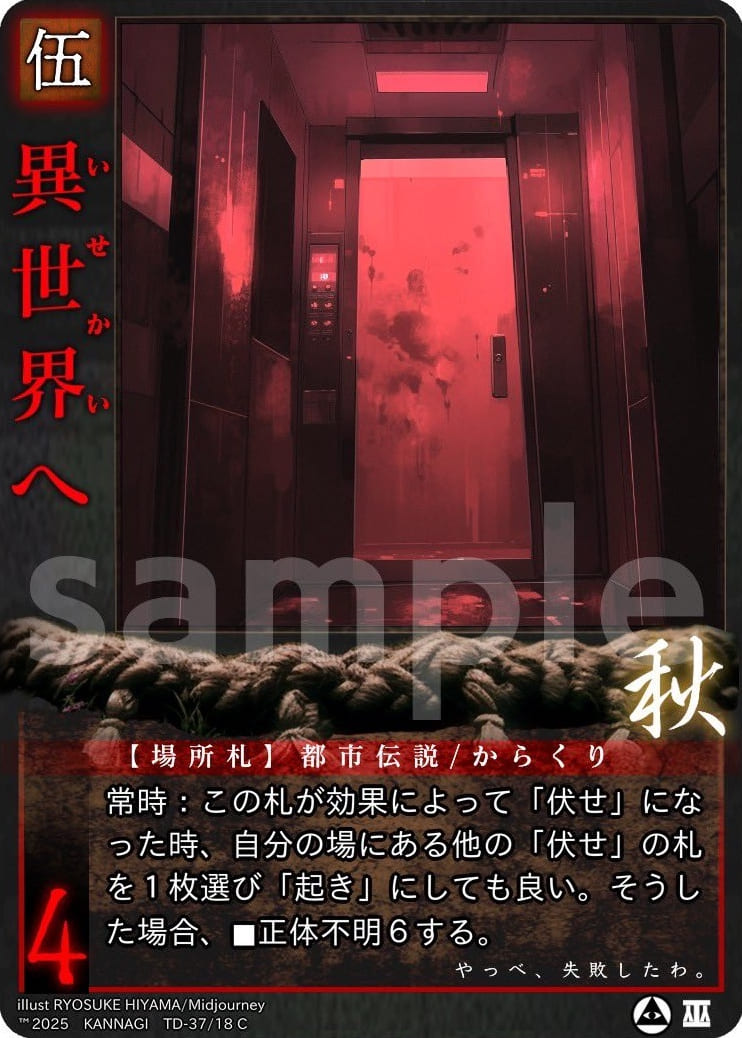 伍
異世界へ
いせかい
sample
秋
【場所札】都市伝説/からくり
常時：この札が効果によって「伏せ」にな
った時、自分の場にある他の「伏せ」の札
を１枚選び「起き」にしても良い。そうし
た場合、■正体不明６する。
やっべ、失敗したわ。
4
illust RYOSUKE HIYAMA/Midjourney
™2025 KANNAGI TD-37/18 C